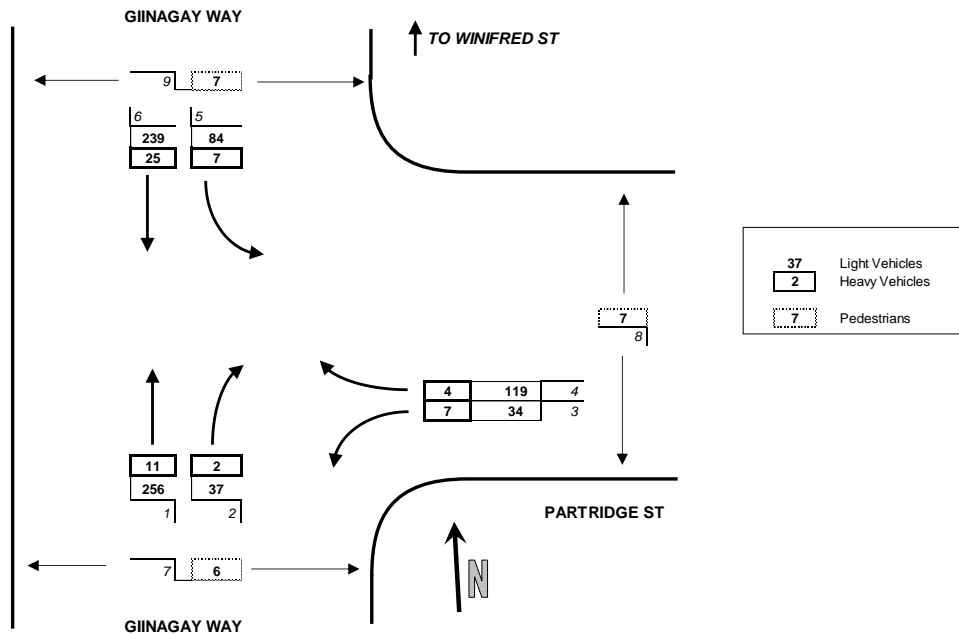 GIINAGAY WAY
TO WINIFRED ST
9 7
6 5
239 84
25 7
37 Light Vehicles
2 Heavy Vehicles
7 Pedestrians
7
8
4 119 4
7 34 3
11 2
256 37
1 2
PARTRIDGE ST
7 6
N
GIINAGAY WAY